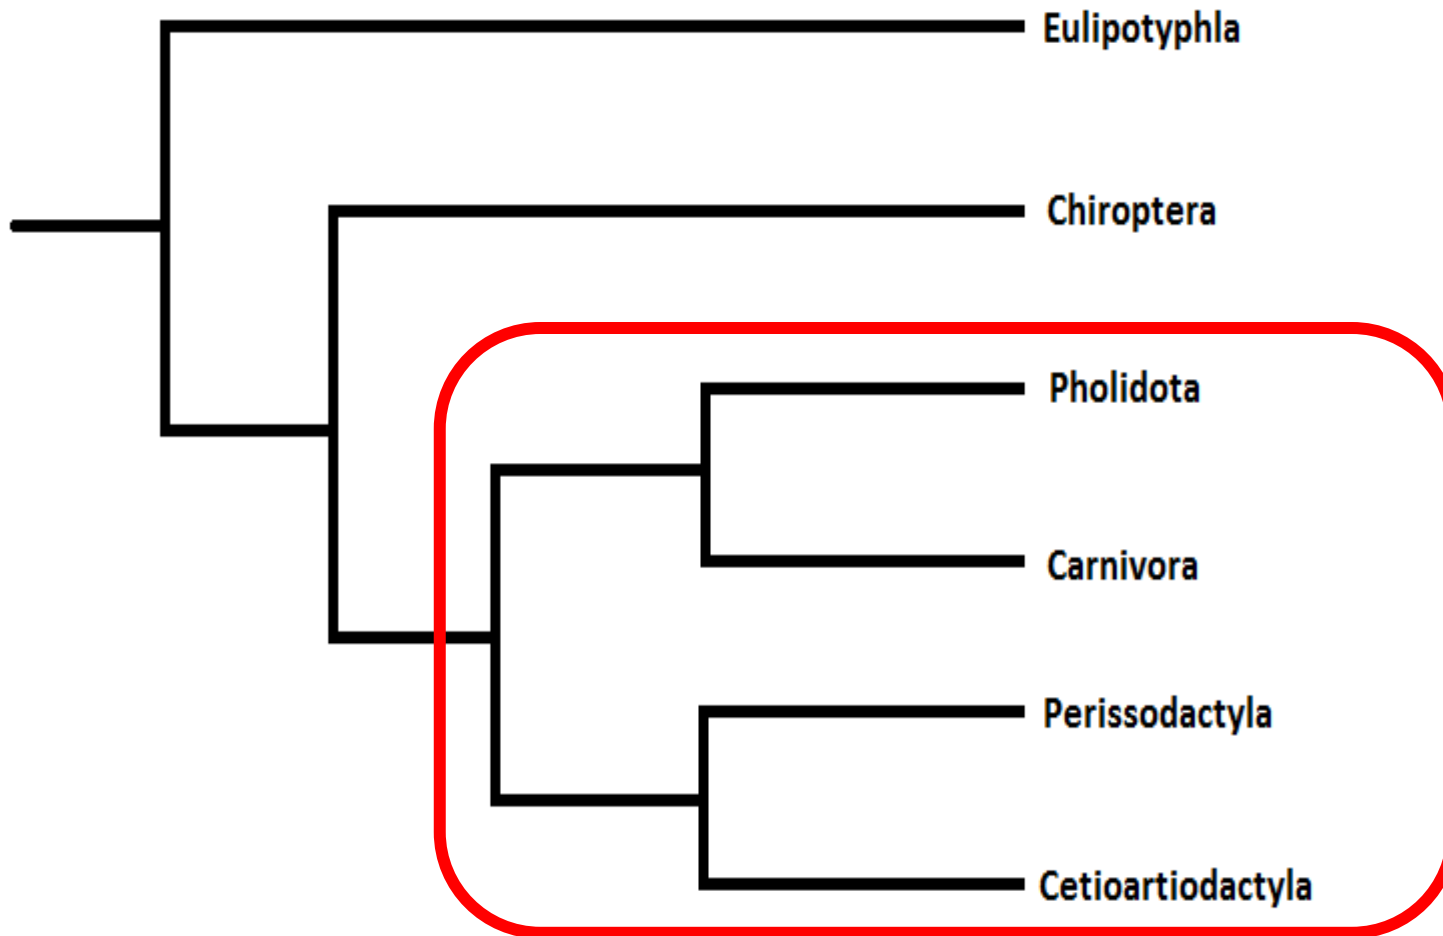 Eulipotyphla
Chiroptera
Pholidota
Carnivora
Perissodactyla
Cetioartiodactyla